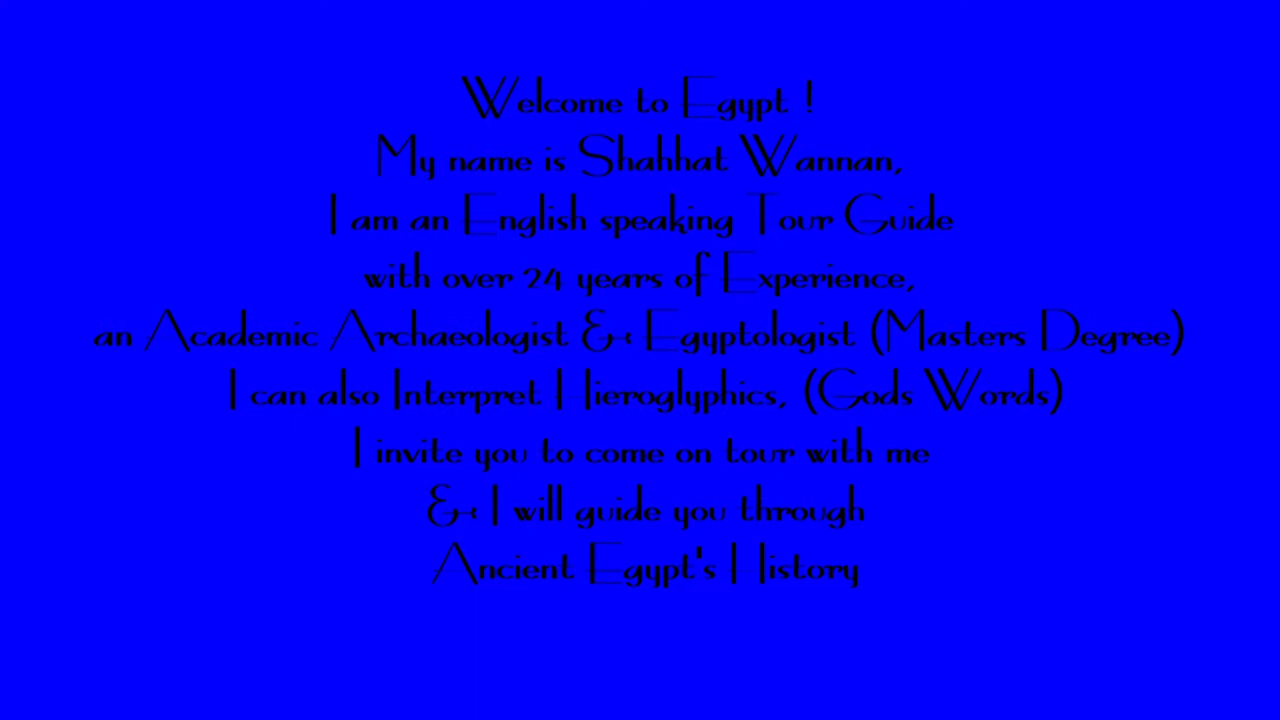 Welcome to Egypt !
My name is Shahhat Wannan,
I am an English speaking Tour Guide
with over 24 years of Experience,
an Academic Archaeologist & Egyptologist (Masters Degree)
I can also Interpret Hieroglyphics, (Gods Words)
I invite you to come on tour with me
& I will guide you through
Ancient Egypt's History